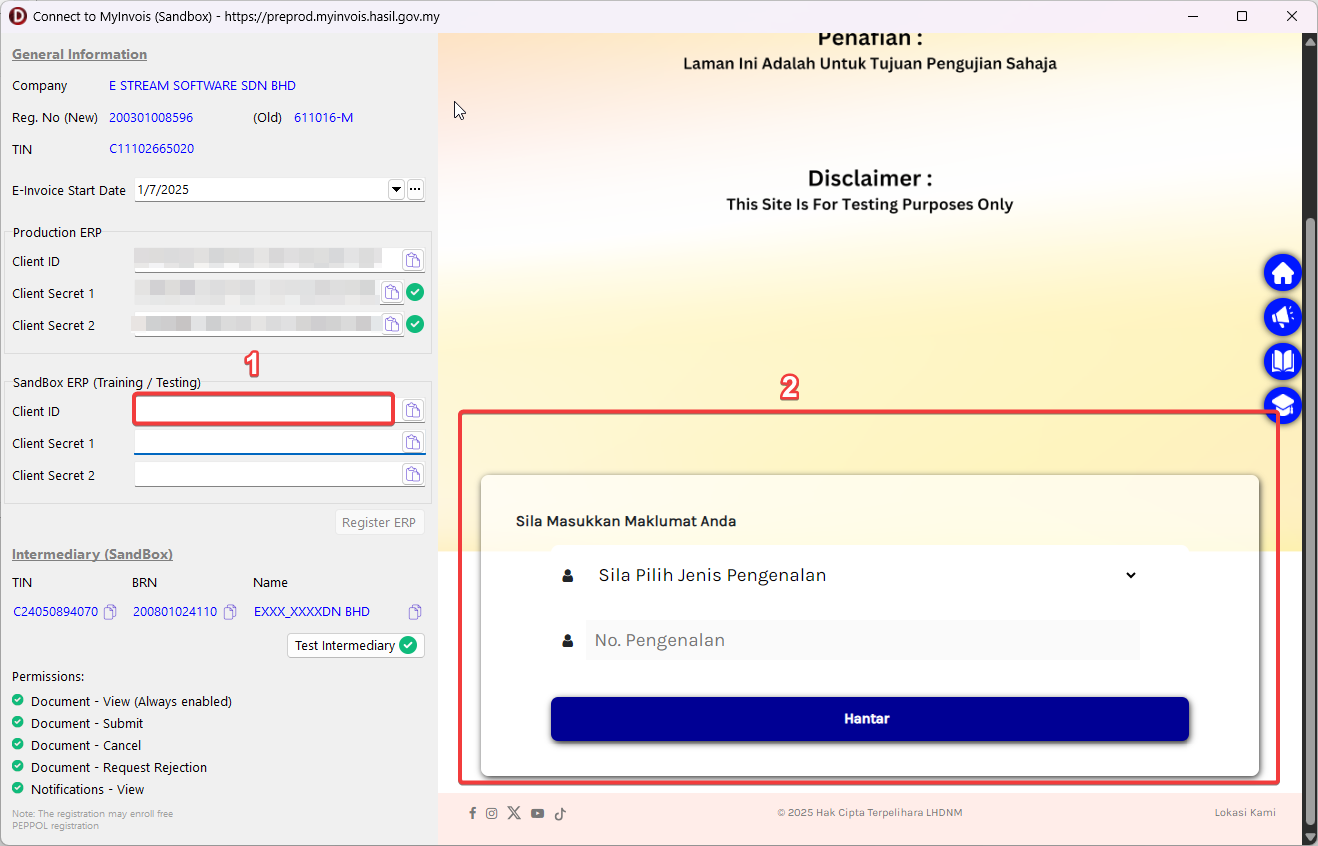 Connect to MyInvois (Sandbox) - https://preprod.myinvois.hasil.gov.my
General Information
Company E STREAM SOFTWARE SDN BHD
Reg. No (New) 200301008596 (Old) 611016-M
TIN C11102665020
E-Invoice Start Date 1/7/2025
Production ERP
Client ID
Client Secret 1
Client Secret 2
1
SandBox ERP (Training / Testing)
Client ID
Client Secret 1
Client Secret 2
Register ERP
Intermediary (SandBox)
TIN BRN Name
C24050894070 200801024110 EXXX_XXXXDN BHD
Test Intermediary
Permissions:
Document - View (Always enabled)
Document - Submit
Document - Cancel
Document - Request Rejection
Notifications - View
Note: The registration may enroll free
PEPPOL registration
Penafian :
Laman Ini Adalah Untuk Tujuan Pengujian Sahaja
Disclaimer :
This Site Is For Testing Purposes Only
2
Sila Masukkan Maklumat Anda
Sila Pilih Jenis Pengenalan
No. Pengenalan
Hantar
© 2025 Hak Cipta Terpelihara LHDNM
Lokasi Kami